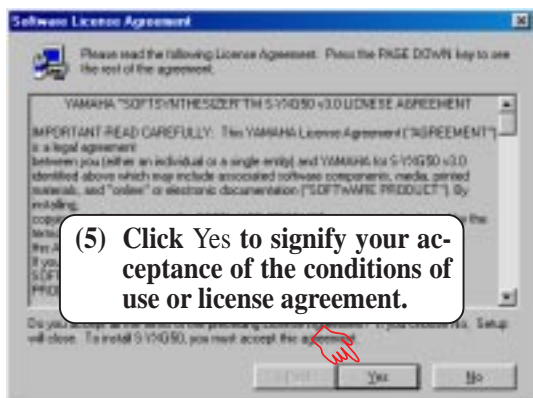 Software License Agreement
Please read the following License Agreement. Press the PAGE DOWN key to see
the rest of the agreement.
YAMAHA "SOFTSYNTHESIZER" TM S-YXG50 v3.0 LICNESE AGREEMENT
IMPORTANT-READ CAREFULLY: This YAMAHA License Agreement ("AGREEMENT")
is a legal agreement
between you (either an individual or a single entity) and YAMAHA for S-YXG50 v3.0
identified above which may include associated software components, media, printed
materials, and "online" or electronic documentation ("SOFTWARE PRODUCT"). By
installing,
the
(5) Click Yes to signify your ac-
ceptance of the conditions of
use or license agreement.
Do you accept all the terms of the preceding License Agreement? If you choose No, Setup
will close. To install S-YXG50, you must accept this agreement.
Yes
No